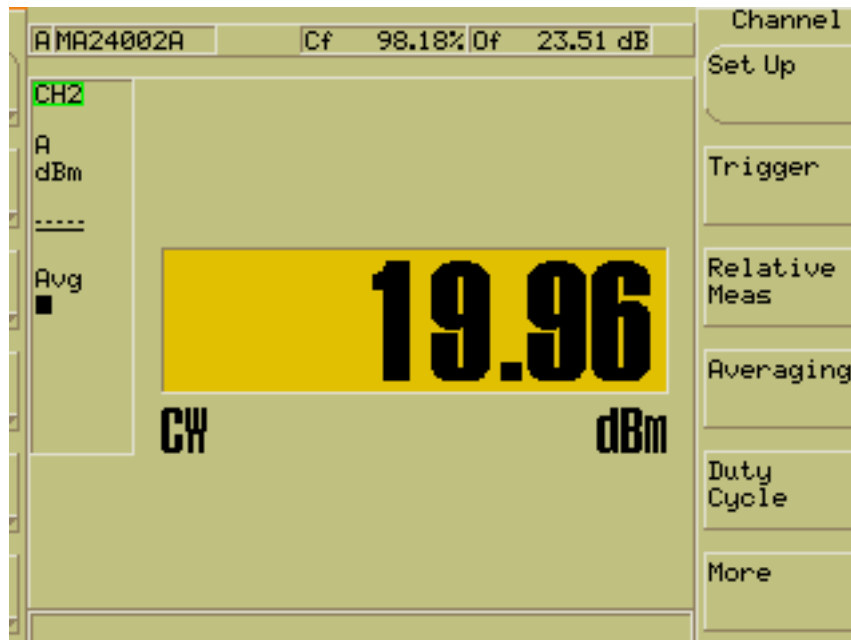 A MA24002A Cf 98.18% Of 23.51 dB
CH2
A
dBm
-----
Avg
19.96
CW dBm
Channel
Set Up
Trigger
Relative
Meas
Averaging
Duty
Cycle
More